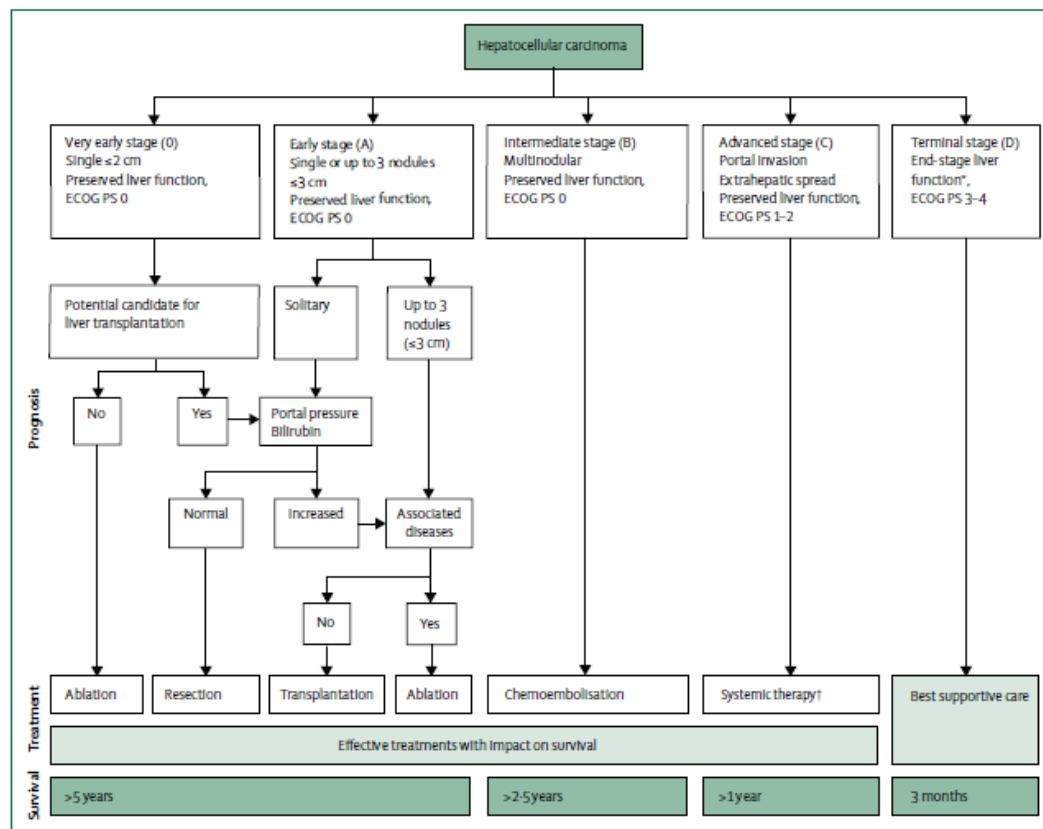 Hepatocellular carcinoma
Very early stage (0)
Single ≤2 cm
Preserved liver function,
ECOG PS 0
Early stage (A)
Single or up to 3 nodules
≤3 cm
Preserved liver function,
ECOG PS 0
Intermediate stage (B)
Multinodular
Preserved liver function,
ECOG PS 0
Advanced stage (C)
Portal invasion
Extrahepatic spread
Preserved liver function,
ECOG PS 1–2
Terminal stage (D)
End-stage liver
function*,
ECOG PS 3–4
Prognosis
Potential candidate for
liver transplantation
Solitary
Up to 3
nodules
(≤3 cm)
No
Yes
Portal pressure
Bilirubin
Normal
Increased
Associated
diseases
No
Yes
Treatment
Ablation
Resection
Transplantation
Ablation
Chemoembolisation
Systemic therapy†
Best supportive care
Effective treatments with impact on survival
Survival
>5 years
>2·5 years
>1 year
3 months